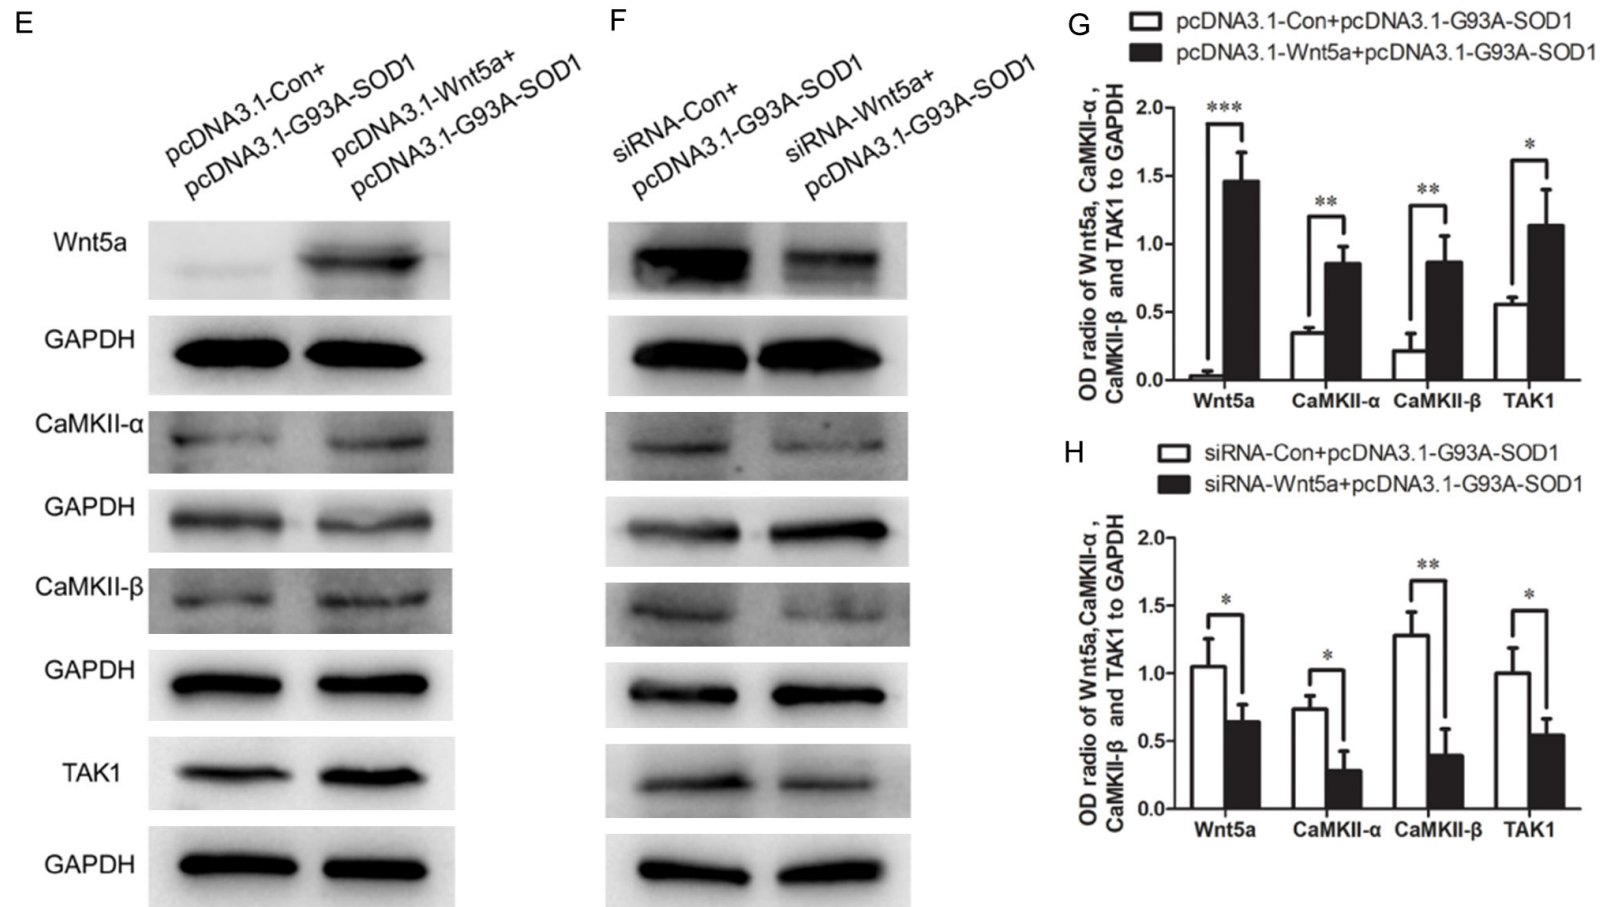 E
pcDNA3.1-Con+
pcDNA3.1-G93A-SOD1
pcDNA3.1-Wnt5a+
pcDNA3.1-G93A-SOD1
Wnt5a
GAPDH
CaMKII-α
GAPDH
CaMKII-β
GAPDH
TAK1
GAPDH
F
siRNA-Con+
pcDNA3.1-G93A-SOD1
siRNA-Wnt5a+
pcDNA3.1-G93A-SOD1
G
pcDNA3.1-Con+pcDNA3.1-G93A-SOD1
pcDNA3.1-Wnt5a+pcDNA3.1-G93A-SOD1
OD radio of Wnt5a, CaMKII-α ,
CaMKII-β and TAK1 to GAPDH
2.0
1.5
1.0
0.5
0.0
***
**
**
*
Wnt5a CaMKII-α CaMKII-β TAK1
H
siRNA-Con+pcDNA3.1-G93A-SOD1
siRNA-Wnt5a+pcDNA3.1-G93A-SOD1
OD radio of Wnt5a,CaMKII-α ,
CaMKII-β and TAK1 to GAPDH
2.0
1.5
1.0
0.5
0.0
*
*
**
*
Wnt5a CaMKII-α CaMKII-β TAK1